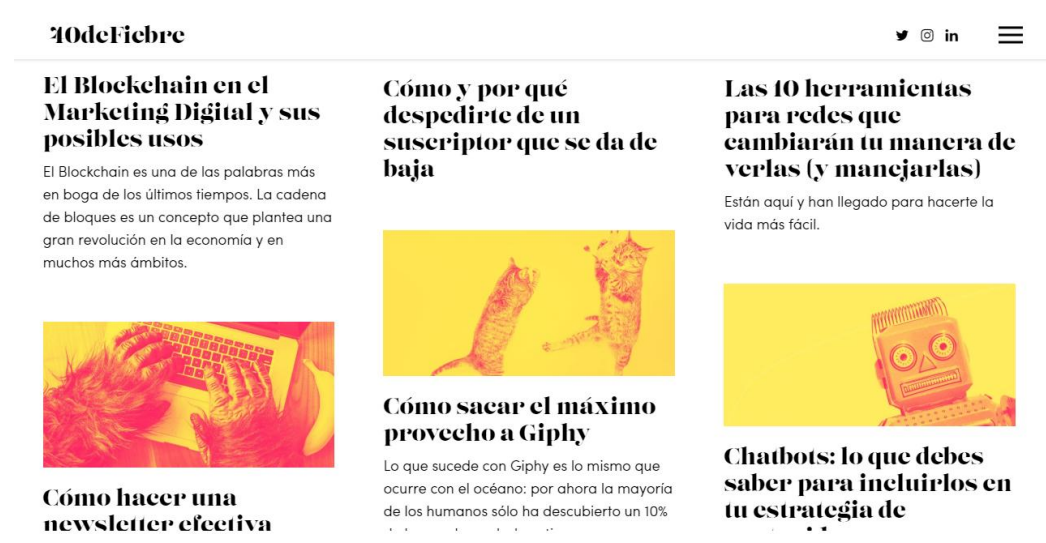 40deFiebre
El Blockchain en el
Marketing Digital y sus
posibles usos
El Blockchain es una de las palabras más
en boga de los últimos tiempos. La cadena
de bloques es un concepto que plantea una
gran revolución en la economía y en
muchos más ámbitos.
Cómo hacer una
newsletter efectiva
Cómo y por qué
despedirte de un
suscriptor que se da de
baja
Cómo sacar el máximo
provecho a Giphy
Lo que sucede con Giphy es lo mismo que
ocurre con el océano: por ahora la mayoría
de los humanos sólo ha descubierto un 10%
Las 10 herramientas
para redes que
cambiarán tu manera de
verlas (y manejarlas)
Están aquí y han llegado para hacerte la
vida más fácil.
Chatbots: lo que debes
saber para incluirlos en
tu estrategia de